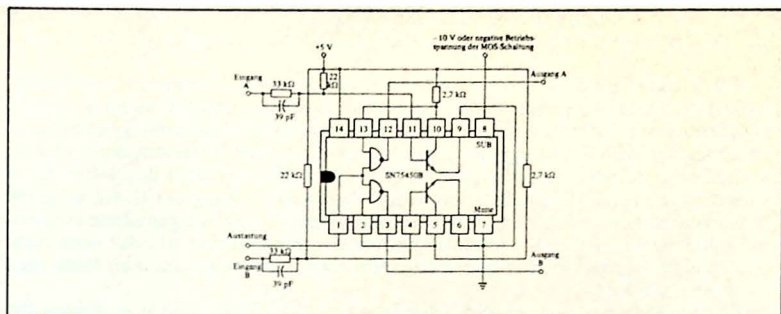 – 10 V oder negative Betriebs-
spannung der MOS-Schaltung
+5 V
Eingang
A
33 kΩ
39 pF
22
kΩ
2,7 kΩ
Ausgang A
14
13
12
11
10
9
8
SUB
22 kΩ
SN75450B
2,7 kΩ
Masse
1
2
3
4
5
6
7
Austastung
33 kΩ
Eingang
B
39 pF
Ausgang
B